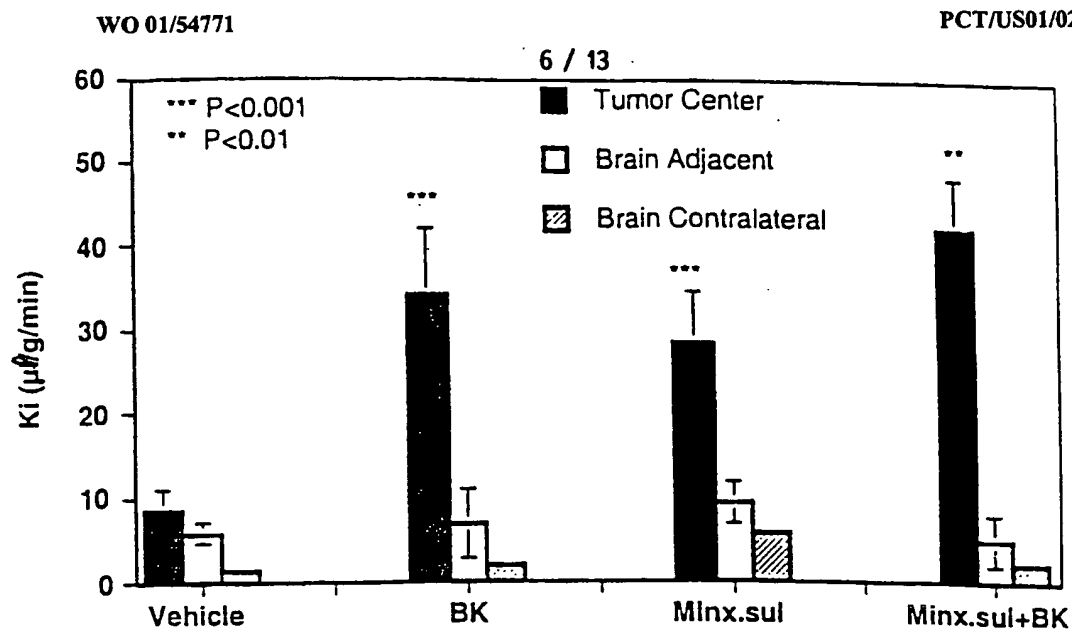 WO 01/54771
PCT/US01/02
6 / 13
*** P<0.001
** P<0.01
Tumor Center
Brain Adjacent
Brain Contralateral
***
***
**
60
50
40
30
20
10
0
Ki (μl/g/min)
Vehicle
BK
Minx.sul
Minx.sul+BK